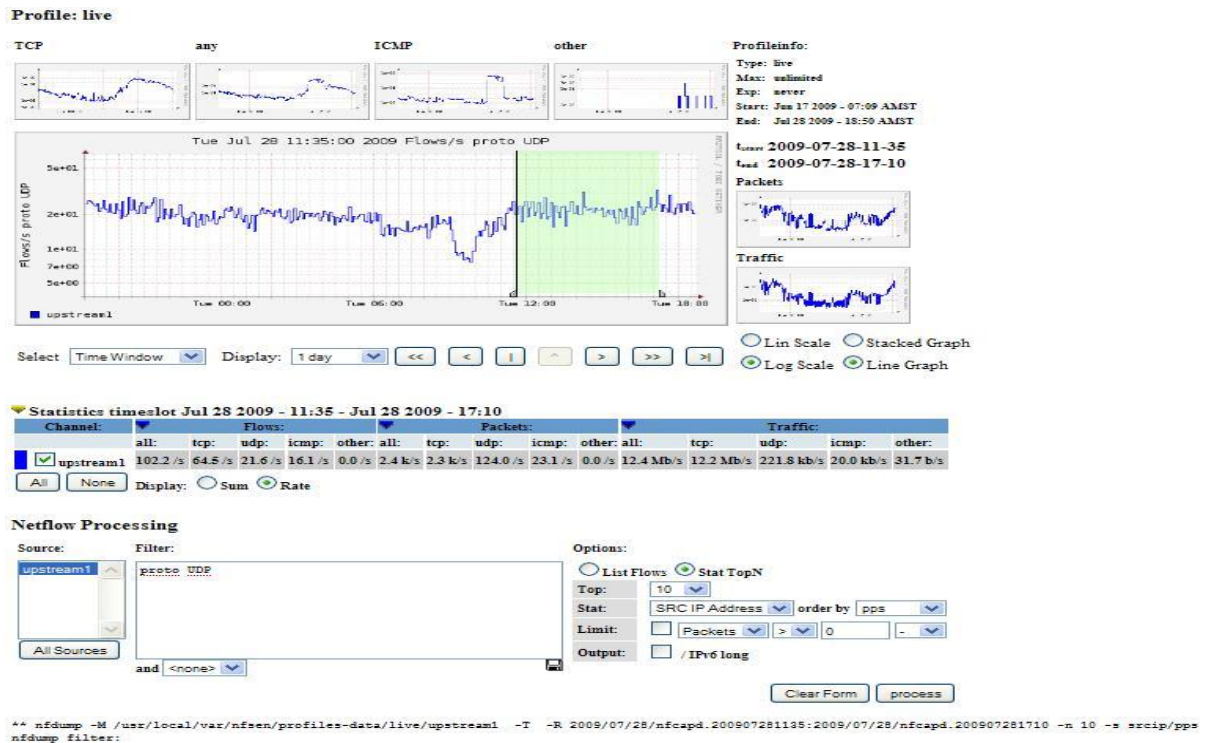 Profile: live
TCP any ICMP other Profileinfo:
Type: live
Max: unlimited
Exp: never
Start: Jun 17 2009 - 07:09 AMST
End: Jul 28 2009 - 18:50 AMST
Tue Jul 28 11:35:00 2009 Flows/s proto UDP
tstart 2009-07-28-11-35
tend 2009-07-28-17-10
Packets
Traffic
Flows/s proto UDP
5e+01
2e+01
1e+01
7e+00
5e+00
Tue 00:00 Tue 06:00 Tue 12:00 Tue 18:00
upstream1
Select Time Window Display: 1 day << < | ^ > >> >|
Lin Scale Stacked Graph
Log Scale Line Graph
Statistics timeslot Jul 28 2009 - 11:35 - Jul 28 2009 - 17:10
Channel: Flows: Packets: Traffic:
all: tcp: udp: icmp: other: all: tcp: udp: icmp: other: all: tcp: udp: icmp: other:
upstream1 102.2 /s 64.5 /s 21.6 /s 16.1 /s 0.0 /s 2.4 k/s 2.3 k/s 124.0 /s 23.1 /s 0.0 /s 12.4 Mb/s 12.2 Mb/s 221.8 kb/s 20.0 kb/s 31.7 b/s
All None Display: Sum Rate
Netflow Processing
Source: Filter: Options:
upstream1 proto UDP
List Flows Stat TopN
Top: 10
Stat: SRC IP Address order by pps
Limit: Packets > 0 -
Output: / IPv6 long
All Sources
and <none>
Clear Form process
** nfdump -M /usr/local/var/nfsen/profiles-data/live/upstream1 -T -R 2009/07/28/nfcapd.200907281135:2009/07/28/nfcapd.200907281710 -n 10 -s srcip/pps
nfdump filter: